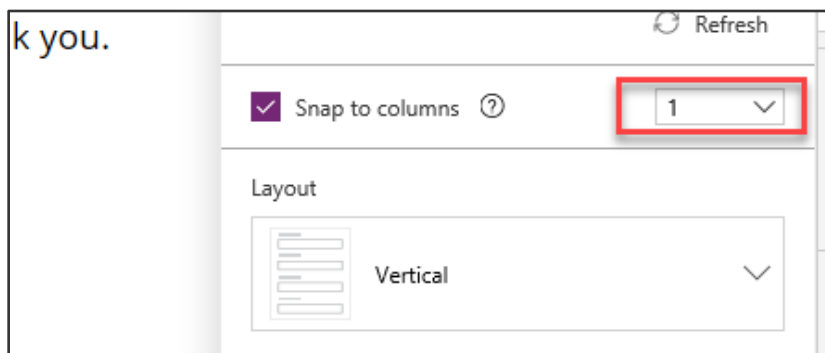 k you.
Refresh
Snap to columns
1
Layout
Vertical